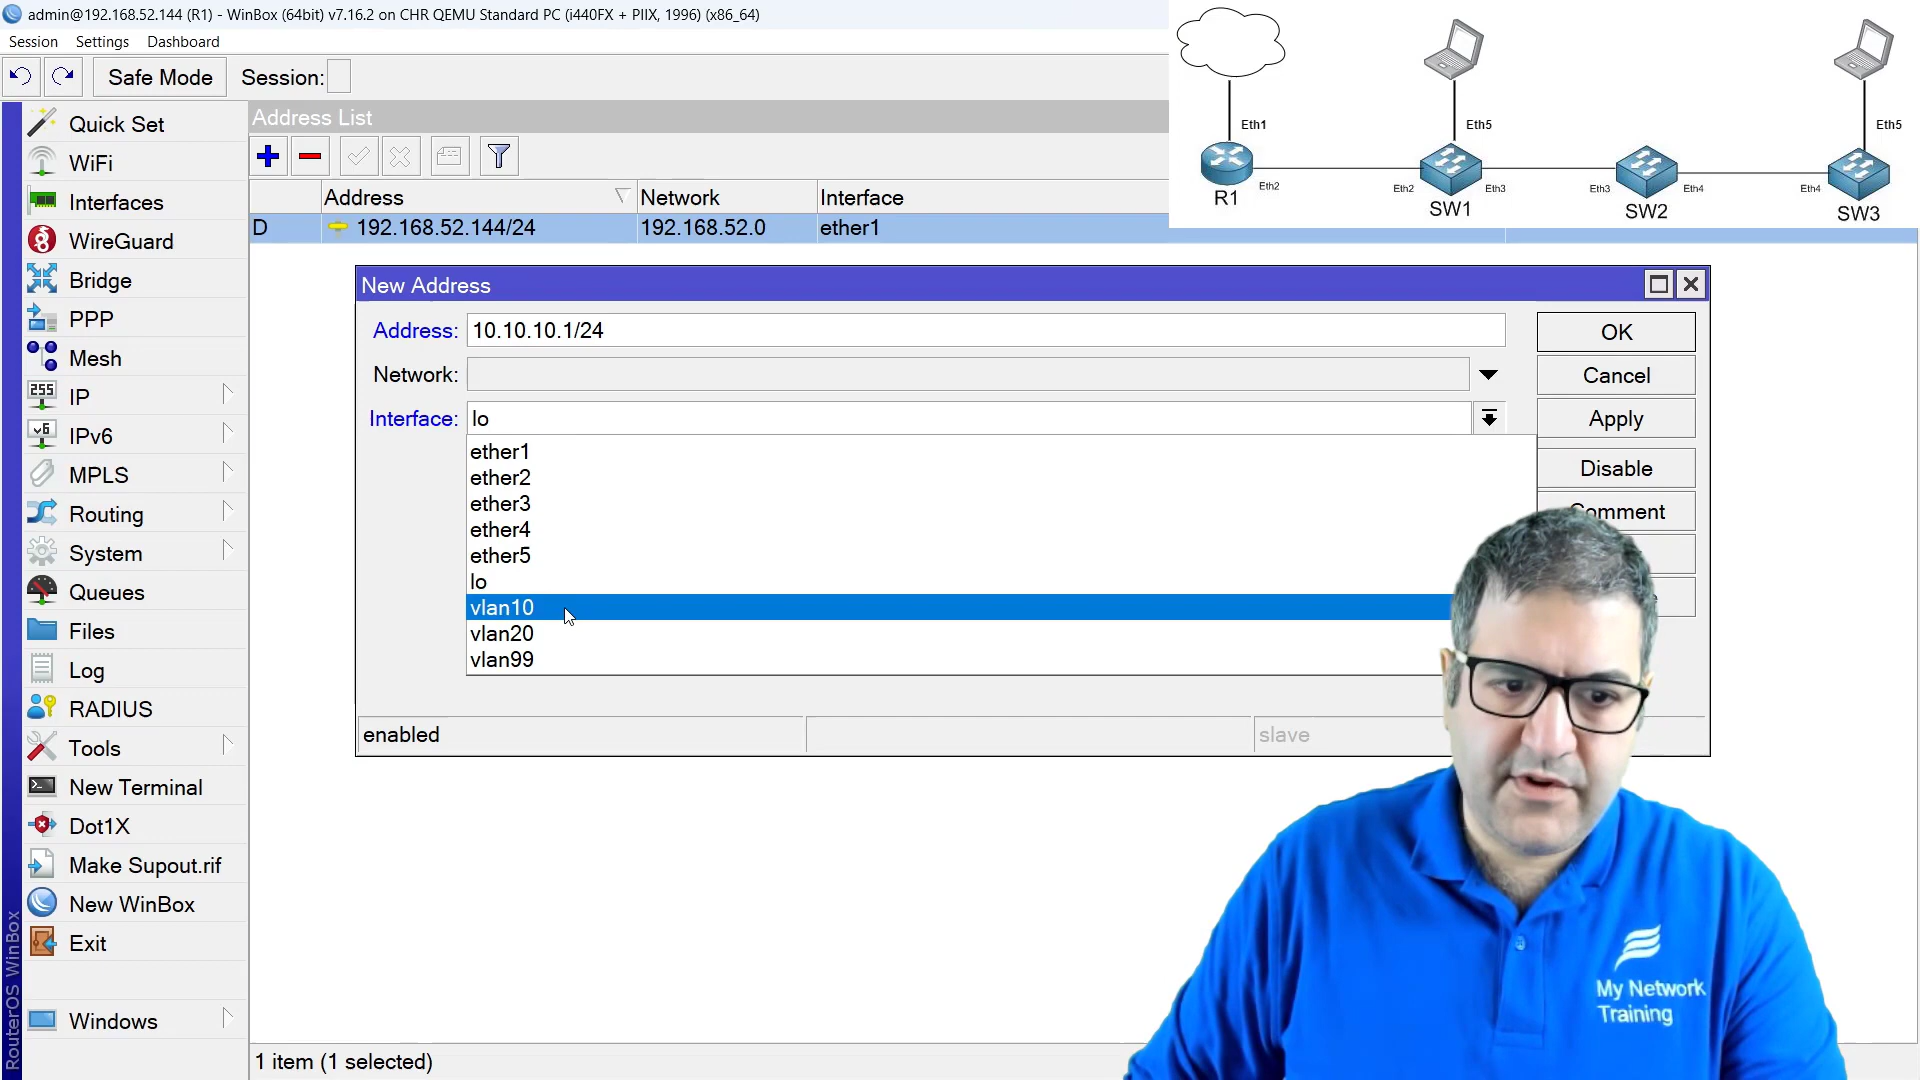 admin@192.168.52.144 (R1) - WinBox (64bit) v7.16.2 on CHR QEMU Standard PC (i440FX + PIIX, 1996) (x86_64)
Session Settings Dashboard
Safe Mode Session:
Quick Set
WiFi
Interfaces
WireGuard
Bridge
PPP
Mesh
255 IP
v6 IPv6
MPLS
Routing
System
Queues
Files
Log
RADIUS
Tools
New Terminal
Dot1X
Make Supout.rif
New WinBox
Exit
Windows
RouterOS WinBox
Address List
Address Network Interface
D 192.168.52.144/24 192.168.52.0 ether1
New Address
Address: 10.10.10.1/24
Network:
Interface: lo
ether1
ether2
ether3
ether4
ether5
lo
vlan10
vlan20
vlan99
OK
Cancel
Apply
Disable
Comment
enabled slave
1 item (1 selected)
Eth1 Eth5 Eth5
Eth2 Eth2 Eth3 Eth3 Eth4 Eth4
R1 SW1 SW2 SW3
My Network
Training